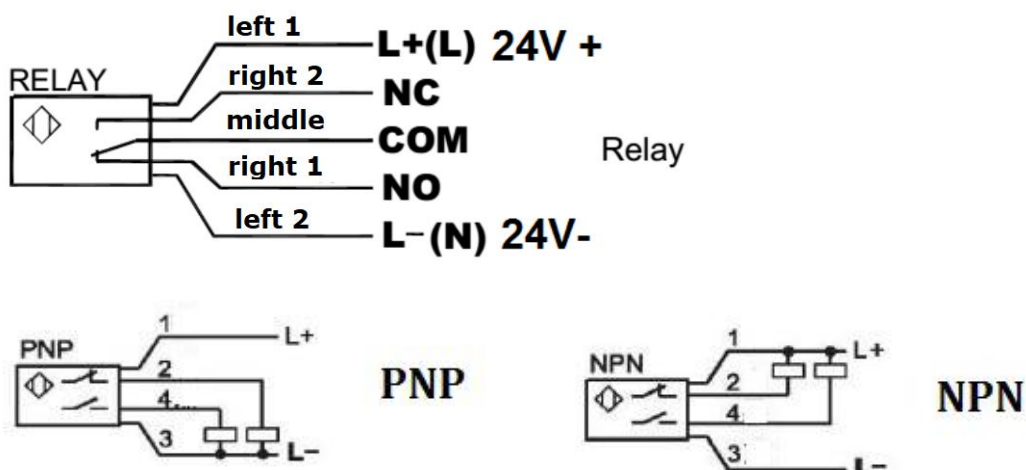 left 1
L+(L) 24V +
RELAY
right 2
NC
middle
COM
Relay
right 1
NO
left 2
L-(N) 24V-
PNP
1
L+
2
4
3
L-
PNP
NPN
1
L+
2
4
3
L-
NPN